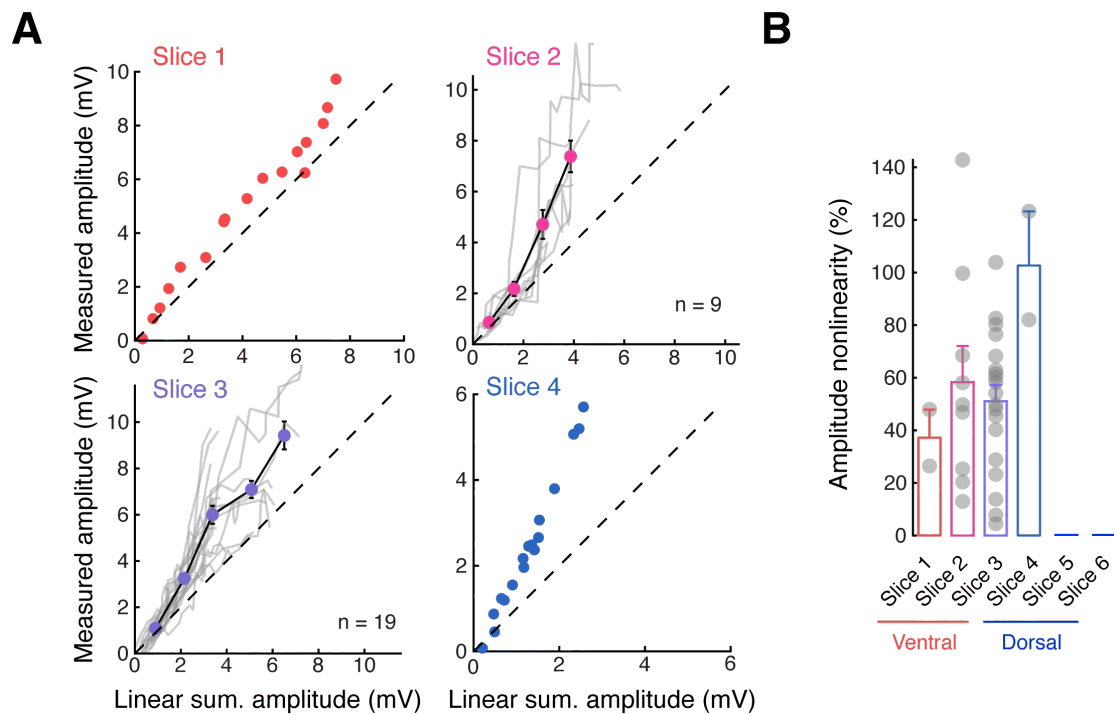 A
B
Slice 1
Measured amplitude (mV)
10
8
6
4
2
0
0 2 4 6 8 10
Slice 2
10
8
6
4
2
0
n = 9
0 2 4 6 8 10
Slice 3
Measured amplitude (mV)
10
8
6
4
2
0
n = 19
0 2 4 6 8 10
Linear sum. amplitude (mV)
Slice 4
6
4
2
0
0 2 4 6
Linear sum. amplitude (mV)
Amplitude nonlinearity (%)
140
120
100
80
60
40
20
0
Slice 1
Slice 2
Slice 3
Slice 4
Slice 5
Slice 6
Ventral
Dorsal